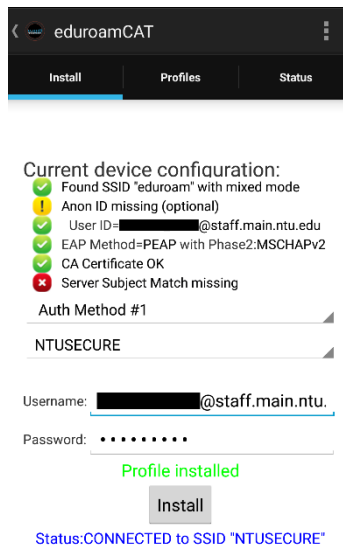 eduroamCAT
Install Profiles Status
Current device configuration:
Found SSID "eduroam" with mixed mode
Anon ID missing (optional)
User ID=@staff.main.ntu.edu
EAP Method=PEAP with Phase2:MSCHAPv2
CA Certificate OK
Server Subject Match missing
Auth Method #1
NTUSECURE
Username: @staff.main.ntu.
Password: •••••••••
Profile installed
Install
Status:CONNECTED to SSID "NTUSECURE"